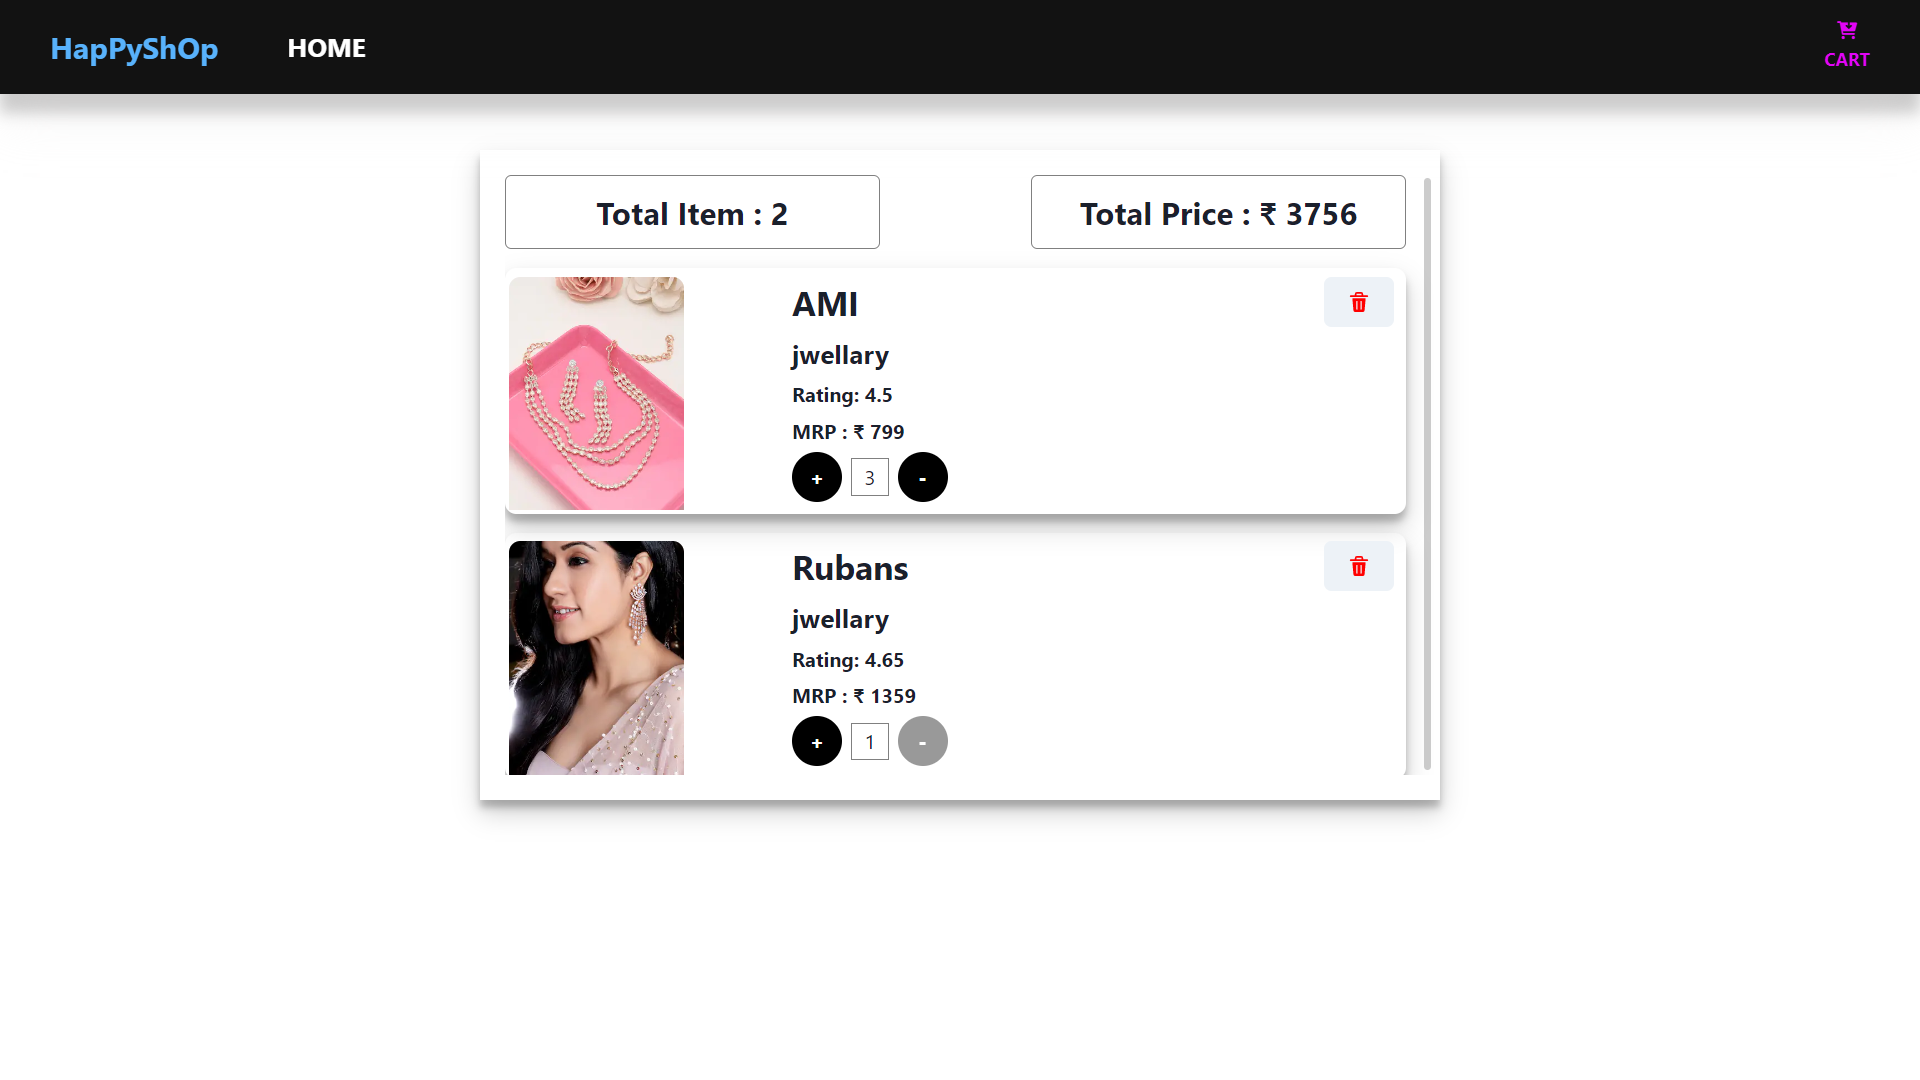 HapPyShOp
HOME
CART
Total Item : 2
Total Price : ₹ 3756
AMI
jwellary
Rating: 4.5
MRP : ₹ 799
+ 3 -
Rubans
jwellary
Rating: 4.65
MRP : ₹ 1359
+ 1 -